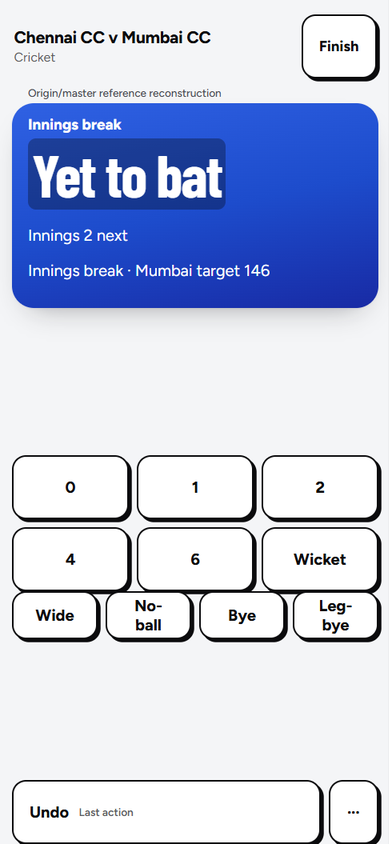 Chennai CC v Mumbai CC
Cricket
Finish
Origin/master reference reconstruction
Innings break
Yet to bat
Innings 2 next
Innings break · Mumbai target 146
0
1
2
4
6
Wicket
Wide
No-
ball
Bye
Leg-
bye
Undo Last action
···